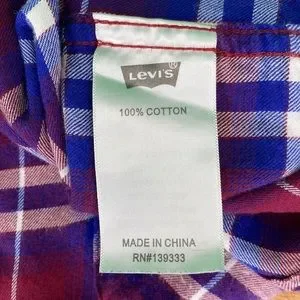 LEVI'S®
100% COTTON
MADE IN CHINA
RN#139333